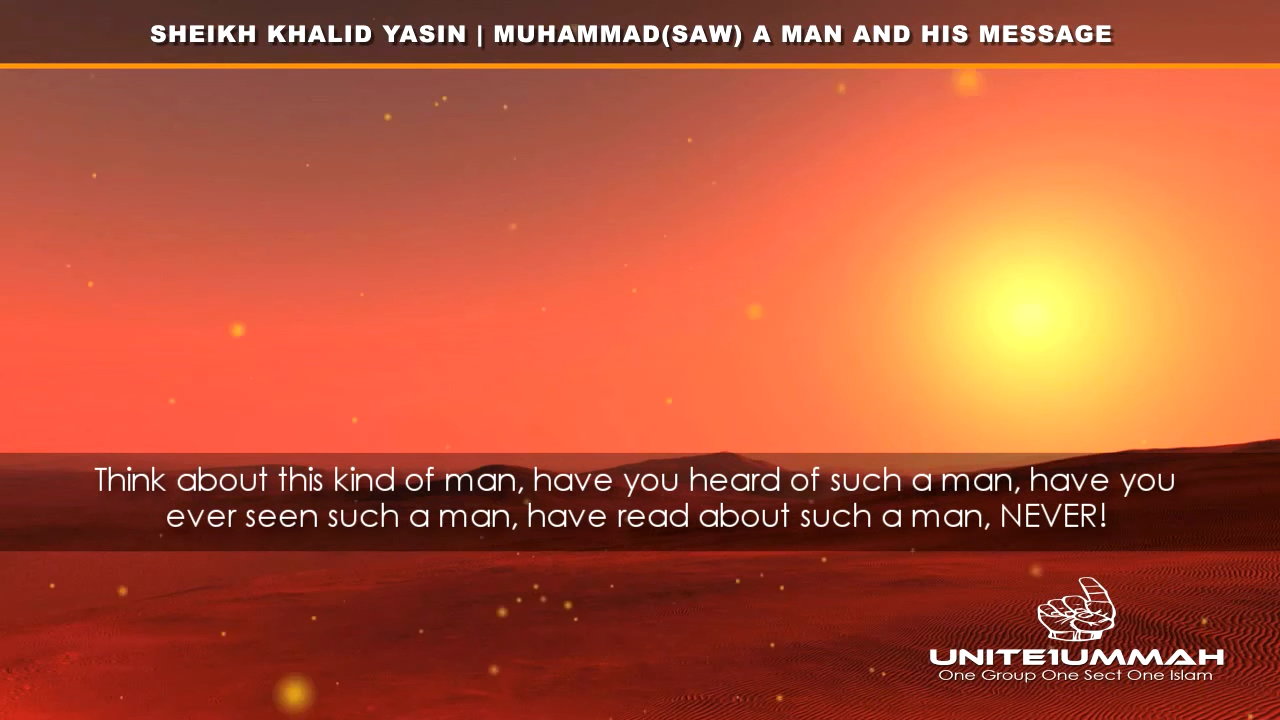 SHEIKH KHALID YASIN | MUHAMMAD(SAW) A MAN AND HIS MESSAGE
Think about this kind of man, have you heard of such a man, have you
ever seen such a man, have read about such a man, NEVER!
UNITE1UMMAH
One Group One Sect One Islam